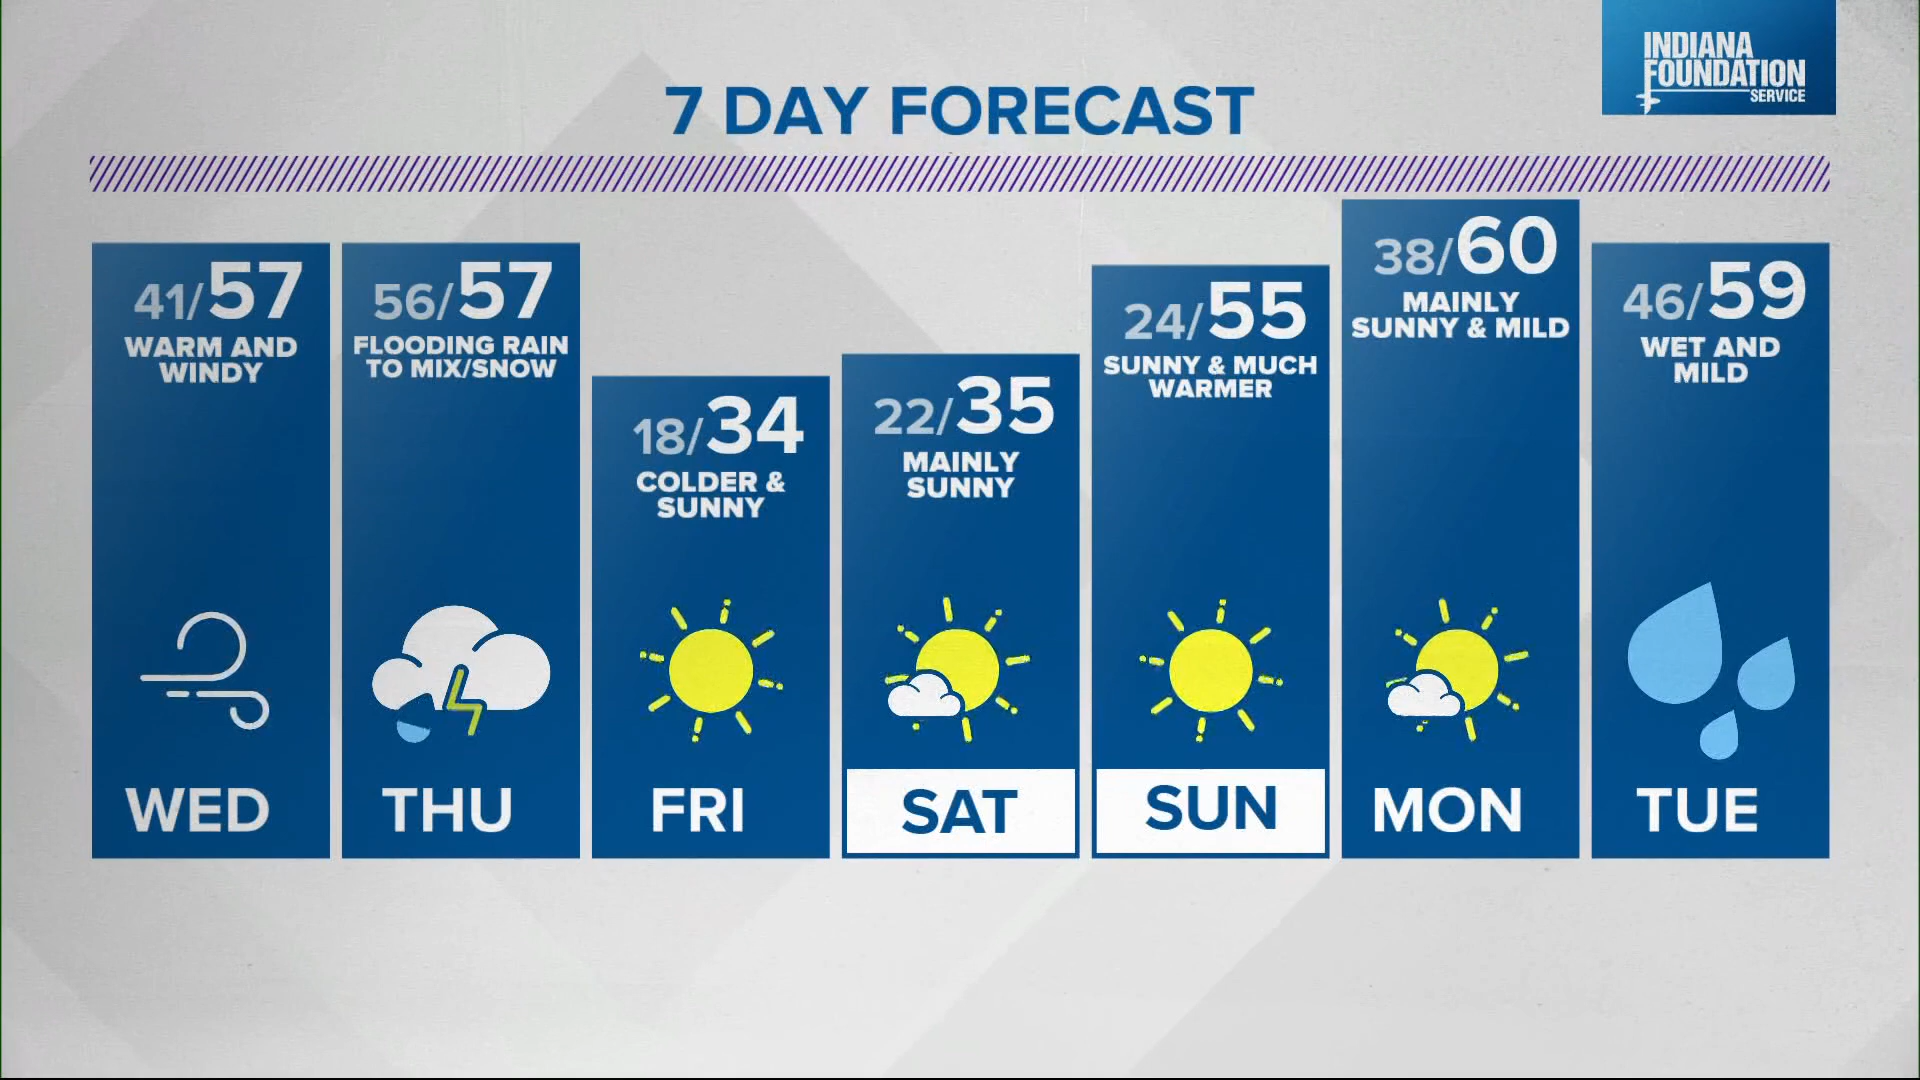 INDIANA
FOUNDATION
SERVICE
7 DAY FORECAST
41/57
WARM AND
WINDY
WED
56/57
FLOODING RAIN
TO MIX/SNOW
THU
18/34
COLDER &
SUNNY
FRI
22/35
MAINLY
SUNNY
SAT
24/55
SUNNY & MUCH
WARMER
SUN
38/60
MAINLY
SUNNY & MILD
MON
46/59
WET AND
MILD
TUE